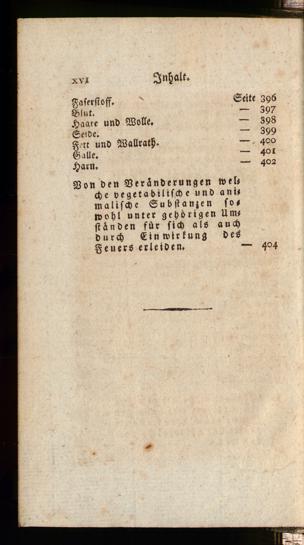 XVI Inhalt.
Faserstoff. Seite 396
Blut. — 397
Haare und Wolle. — 398
Seide. — 399
Fett und Wallrath. — 400
Galle. — 401
Harn. — 402
Von den Veränderungen wel-
che vegetabilische und ani-
malische Substanzen so-
wohl unter gehörigen Um-
ständen für sich als auch
durch Einwirkung des
Feuers erleiden. — 404